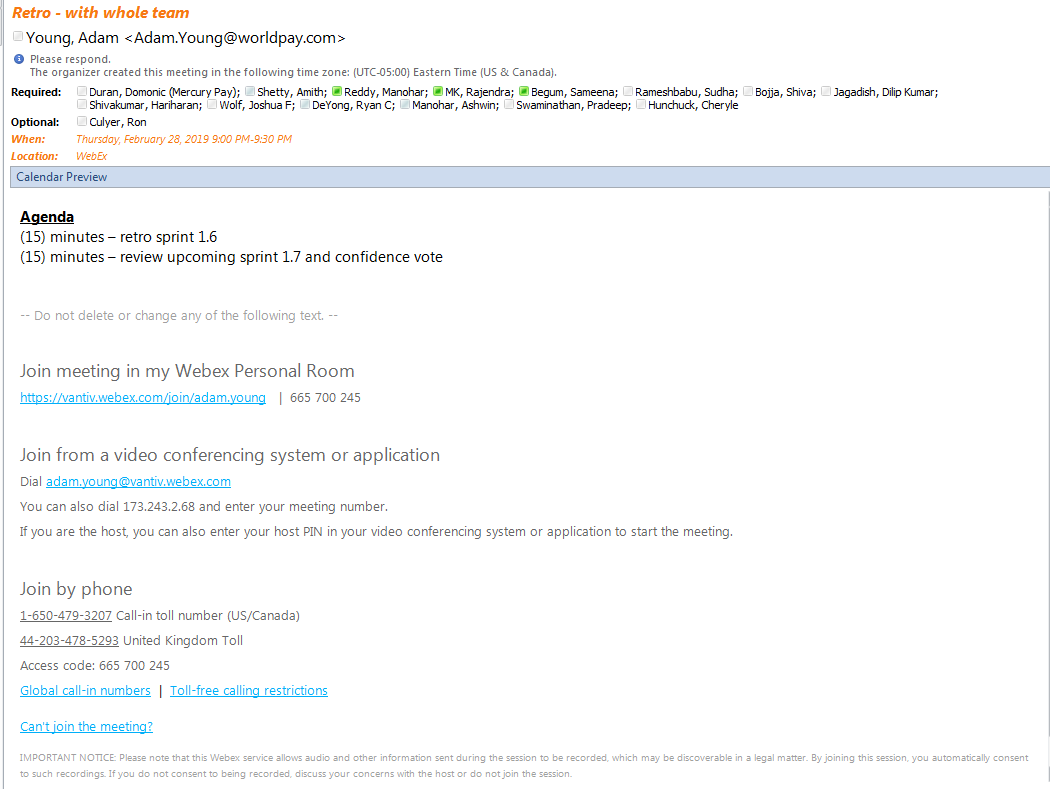 Retro - with whole team
Young, Adam <Adam.Young@worldpay.com>
Please respond.
The organizer created this meeting in the following time zone: (UTC-05:00) Eastern Time (US & Canada).
Required: Duran, Domonic (Mercury Pay); Shetty, Amith; Reddy, Manohar; MK, Rajendra; Begum, Sameena; Rameshbabu, Sudha; Bojja, Shiva; Jagadish, Dilip Kumar;
Shivakumar, Hariharan; Wolf, Joshua F; DeYong, Ryan C; Manohar, Ashwin; Swaminathan, Pradeep; Hunchuck, Cheryle
Optional: Culyer, Ron
When: Thursday, February 28, 2019 9:00 PM-9:30 PM
Location: WebEx
Calendar Preview
Agenda
(15) minutes – retro sprint 1.6
(15) minutes – review upcoming sprint 1.7 and confidence vote
-- Do not delete or change any of the following text. --
Join meeting in my Webex Personal Room
https://vantiv.webex.com/join/adam.young | 665 700 245
Join from a video conferencing system or application
Dial adam.young@vantiv.webex.com
You can also dial 173.243.2.68 and enter your meeting number.
If you are the host, you can also enter your host PIN in your video conferencing system or application to start the meeting.
Join by phone
1-650-479-3207 Call-in toll number (US/Canada)
44-203-478-5293 United Kingdom Toll
Access code: 665 700 245
Global call-in numbers | Toll-free calling restrictions
Can't join the meeting?
IMPORTANT NOTICE: Please note that this Webex service allows audio and other information sent during the session to be recorded, which may be discoverable in a legal matter. By joining this session, you automatically consent
to such recordings. If you do not consent to being recorded, discuss your concerns with the host or do not join the session.